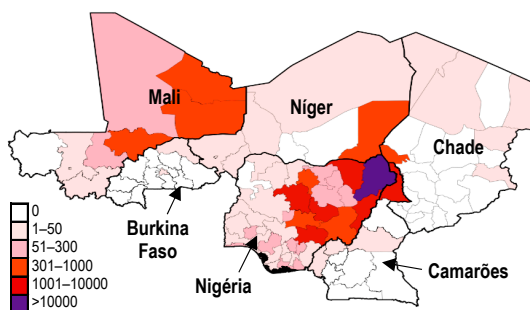 Mali
Níger
Chade
Burkina
Faso
Nigéria
Camarões
0
1–50
51–300
301–1000
1001–10000
>10000